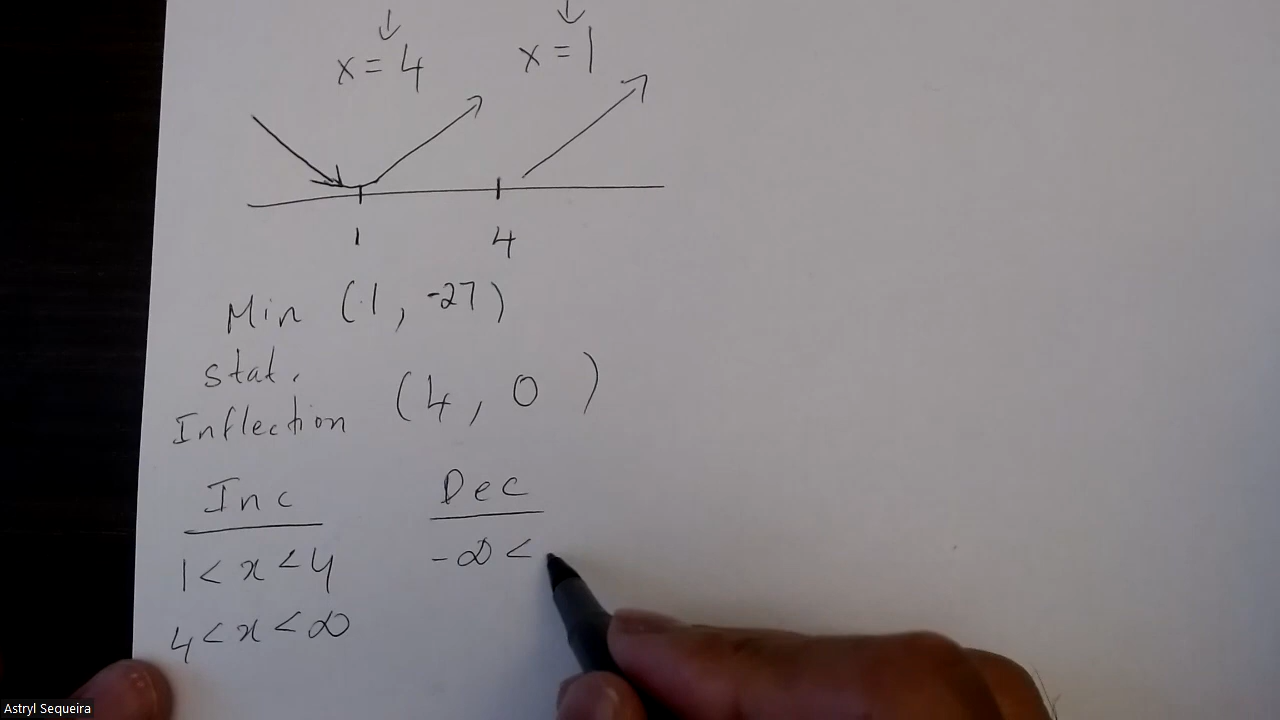 ↓ ↓
x = 4 x = 1
1 4
Min (1, -27)
stat.
Inflection (4, 0 )
Inc Dec
1 < x < 4 -∞ <
4 < x < ∞
Astryl Sequeira